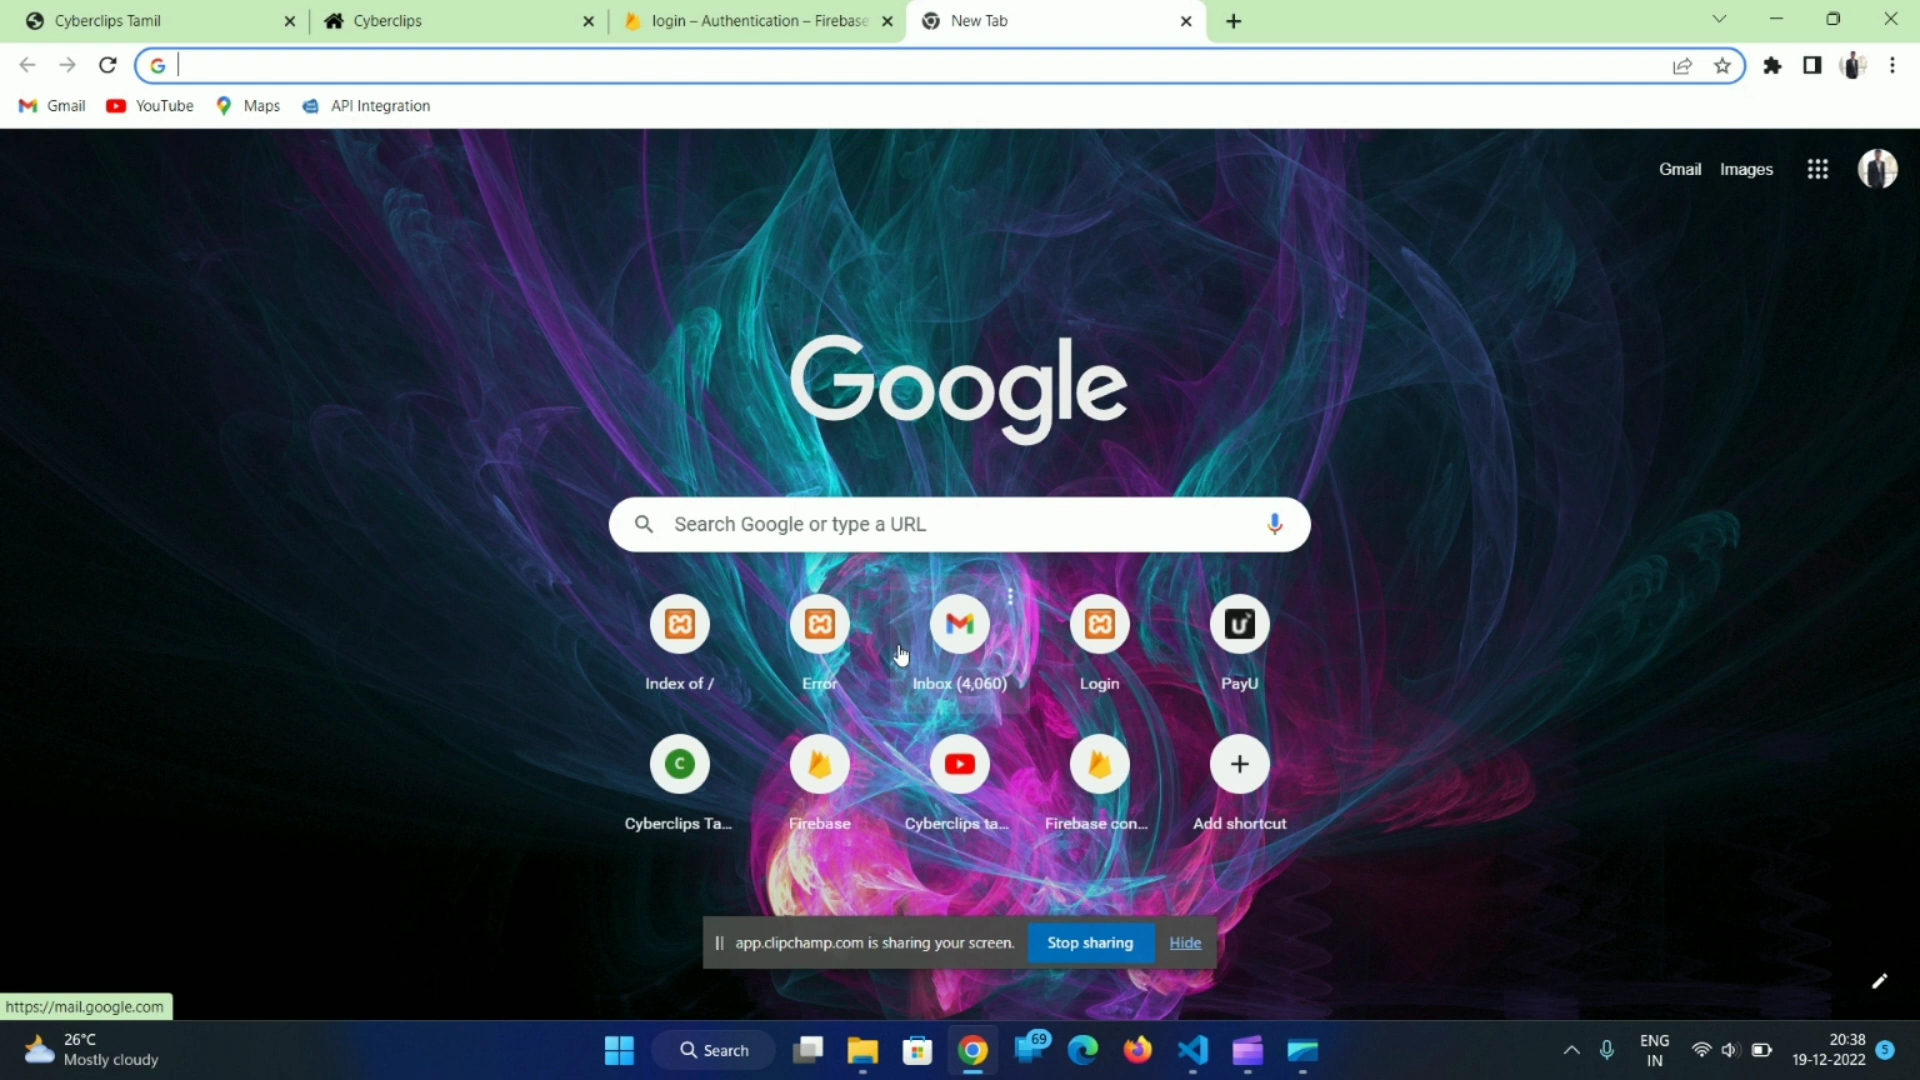 Cyberclips Tamil
Cyberclips
login – Authentication – Firebase
New Tab
Gmail
YouTube
Maps
API Integration
Gmail Images
Google
Search Google or type a URL
Index of /
Error
Inbox (4,060)
Login
PayU
Cyberclips Ta...
Firebase
Cyberclips ta...
Firebase con...
Add shortcut
app.clipchamp.com is sharing your screen.
Stop sharing
Hide
https://mail.google.com
26°C
Mostly cloudy
Search
69
ENG
IN
20:38
19-12-2022
5